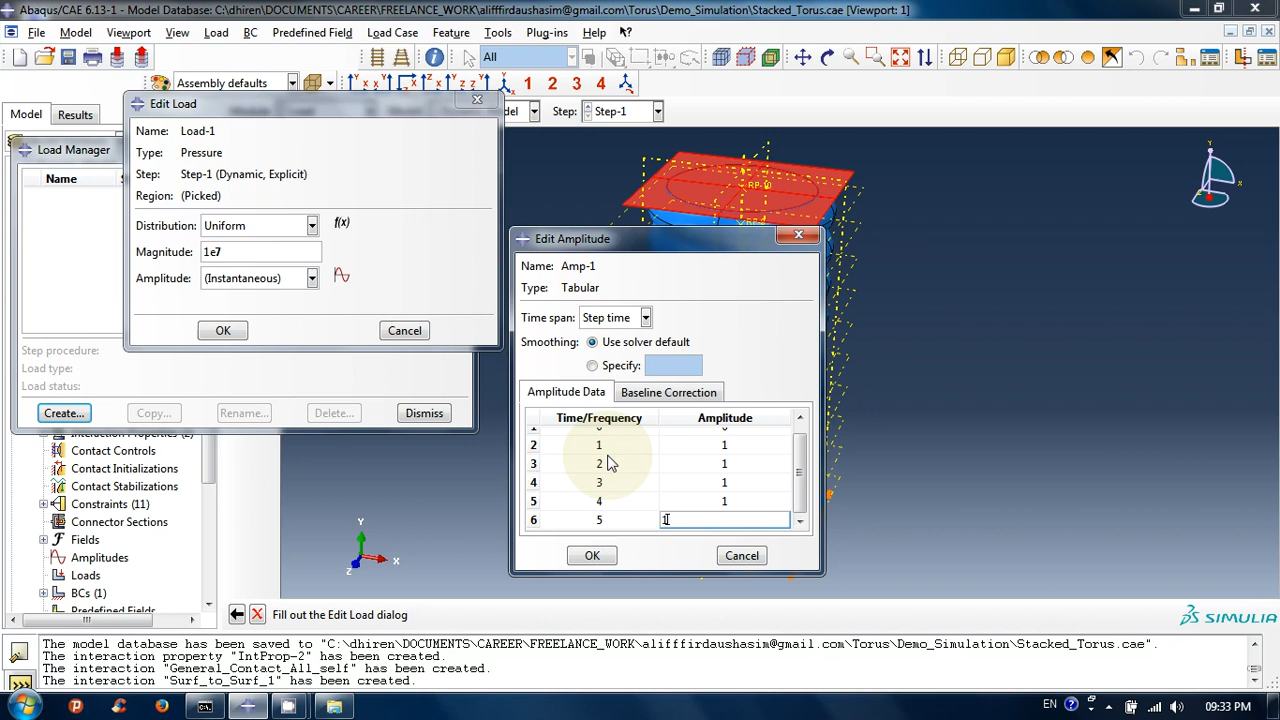 Abaqus/CAE 6.13-1 - Model Database: C:\dhiren\DOCUMENTS\CAREER\FREELANCE_WORK\alifffirdaushasim@gmail.com\Torus\Demo_Simulation\Stacked_Torus.cae [Viewport: 1]
File Model Viewport View Load BC Predefined Field Load Case Feature Tools Plug-ins Help
All
Assembly defaults
1 2 3 4
Model Results
Step: Step-1
Edit Load
Name: Load-1
Type: Pressure
Step: Step-1 (Dynamic, Explicit)
Region: (Picked)
Distribution: Uniform f(x)
Magnitude: 1e7
Amplitude: (Instantaneous)
OK Cancel
Load Manager
Name
Step procedure:
Load type:
Load status:
Create... Copy... Rename... Delete... Dismiss
Interaction Properties (2)
Contact Controls
Contact Initializations
Contact Stabilizations
Constraints (11)
Connector Sections
Fields
Amplitudes
Loads
BCs (1)
Predefined Fields
Edit Amplitude
Name: Amp-1
Type: Tabular
Time span: Step time
Smoothing: Use solver default
Specify:
Amplitude Data Baseline Correction
Time/Frequency Amplitude
2 1 1
3 2 1
4 3 1
5 4 1
6 5 1
OK Cancel
Y
X
Z
Y
X
Fill out the Edit Load dialog
SIMULIA
The model database has been saved to "C:\dhiren\DOCUMENTS\CAREER\FREELANCE_WORK\alifffirdaushasim@gmail.com\Torus\Demo_Simulation\Stacked_Torus.cae".
The interaction property "IntProp-2" has been created.
The interaction "General_Contact_All_self" has been created.
The interaction "Surf_to_Surf_1" has been created.
EN 09:33 PM